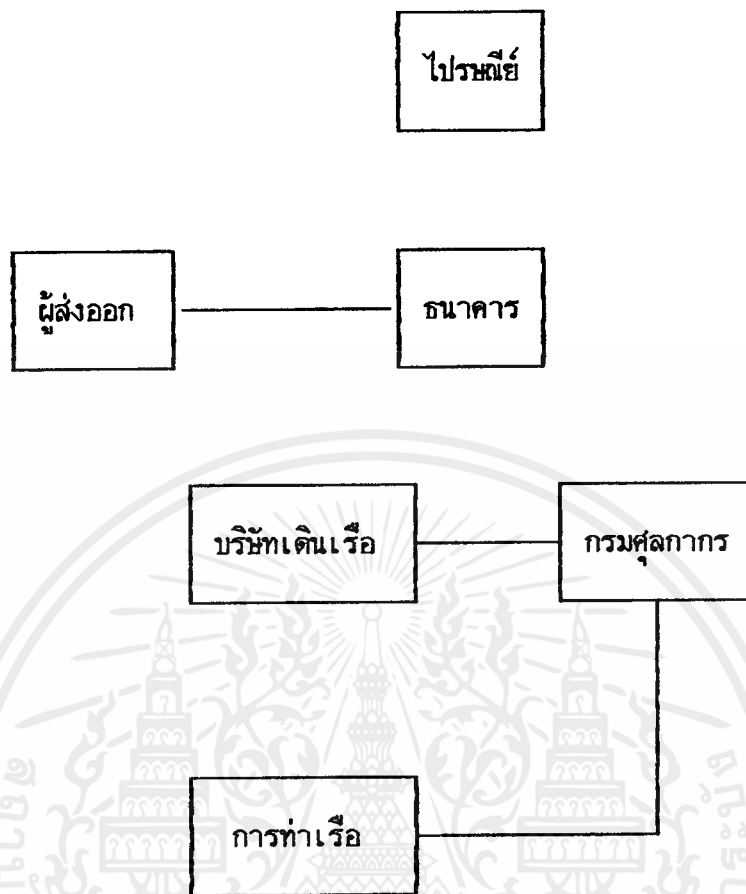 ไปรษณีย์
ผู้ส่งออก
ธนาคาร
บริษัทเดินเรือ
กรมศุลกากร
การท่าเรือ